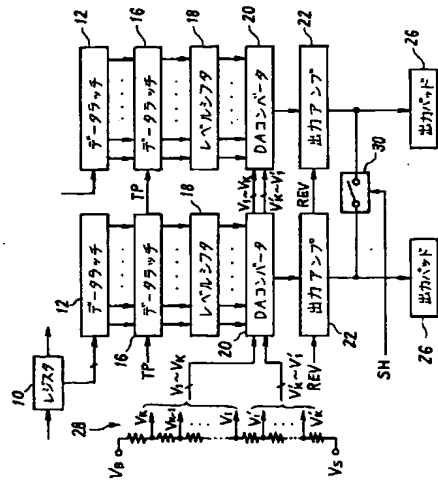 10
レジスタ
12
データラッチ
12
データラッチ
16
データラッチ
TP
TP
16
データラッチ
18
レベルシフタ
18
レベルシフタ
20
DAコンバータ
V₁~Vₖ
Vₖ'~V₁'
20
DAコンバータ
V₁~Vₖ
Vₖ'~V₁'
22
出力アンプ
REV
REV
22
出力アンプ
30
SH
26
出力パッド
26
出力パッド
28
V_B
Vₖ
Vₖ₋₁
V₁
V₁'
Vₖ'
V_S